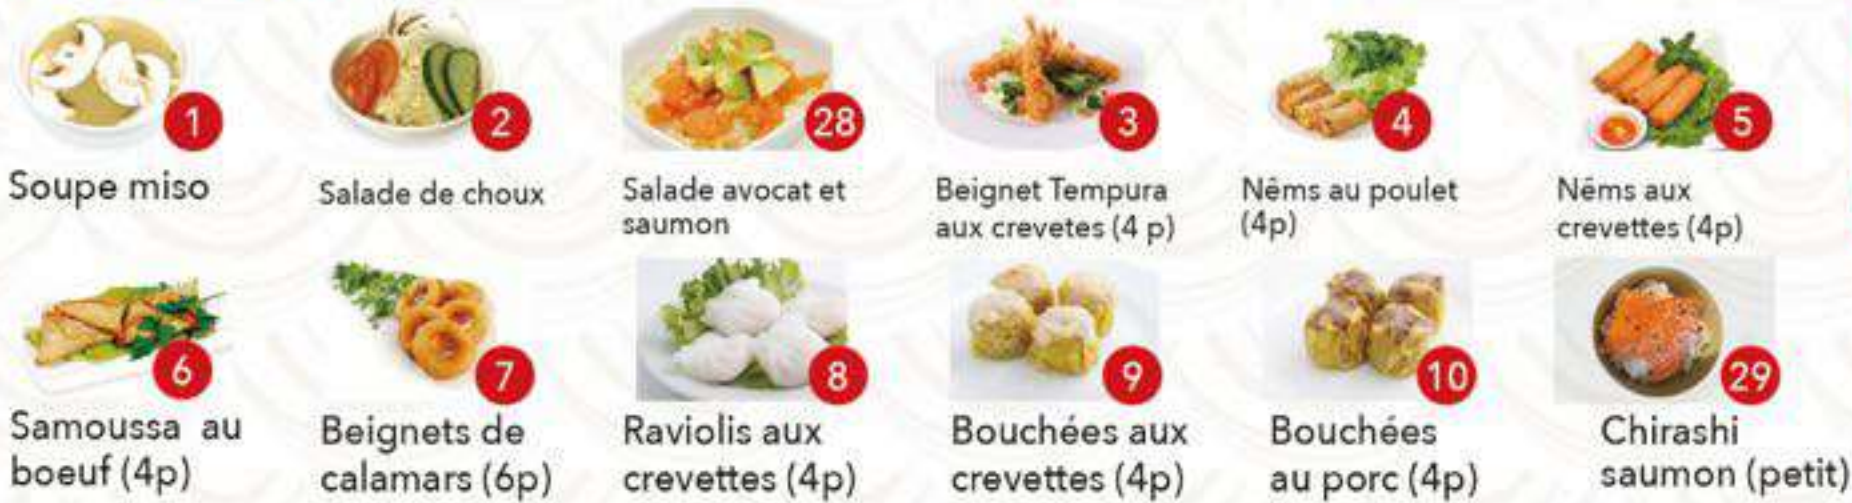 1
Soupe miso
2
Salade de choux
28
Salade avocat et
saumon
3
Beignet Tempura
aux crevetes (4 p)
4
Nêms au poulet
(4p)
5
Nêms aux
crevettes (4p)
6
Samoussa au
boeuf (4p)
7
Beignets de
calamars (6p)
8
Raviolis aux
crevettes (4p)
9
Bouchées aux
crevettes (4p)
10
Bouchées
au porc (4p)
29
Chirashi
saumon (petit)